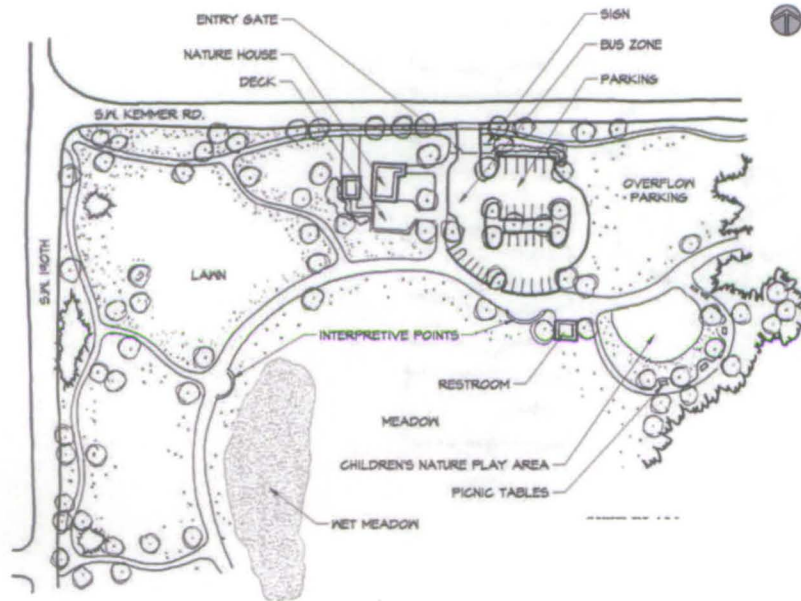 ENTRY GATE
SIGN
NATURE HOUSE
BUS ZONE
DECK
PARKING
S.W. KEMMER RD.
OVERFLOW
PARKING
LAWN
S.W. 190TH
INTERPRETIVE POINTS
RESTROOM
MEADOW
CHILDREN'S NATURE PLAY AREA
PICNIC TABLES
WET MEADOW